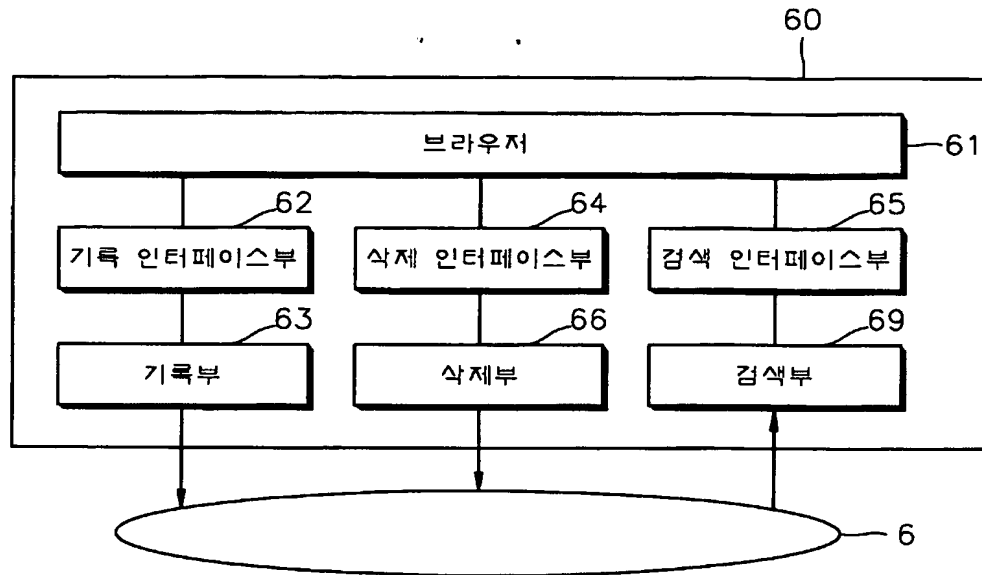 60
브라우저
61
62
64
65
기록 인터페이스부
삭제 인터페이스부
검색 인터페이스부
63
66
69
기록부
삭제부
검색부
6